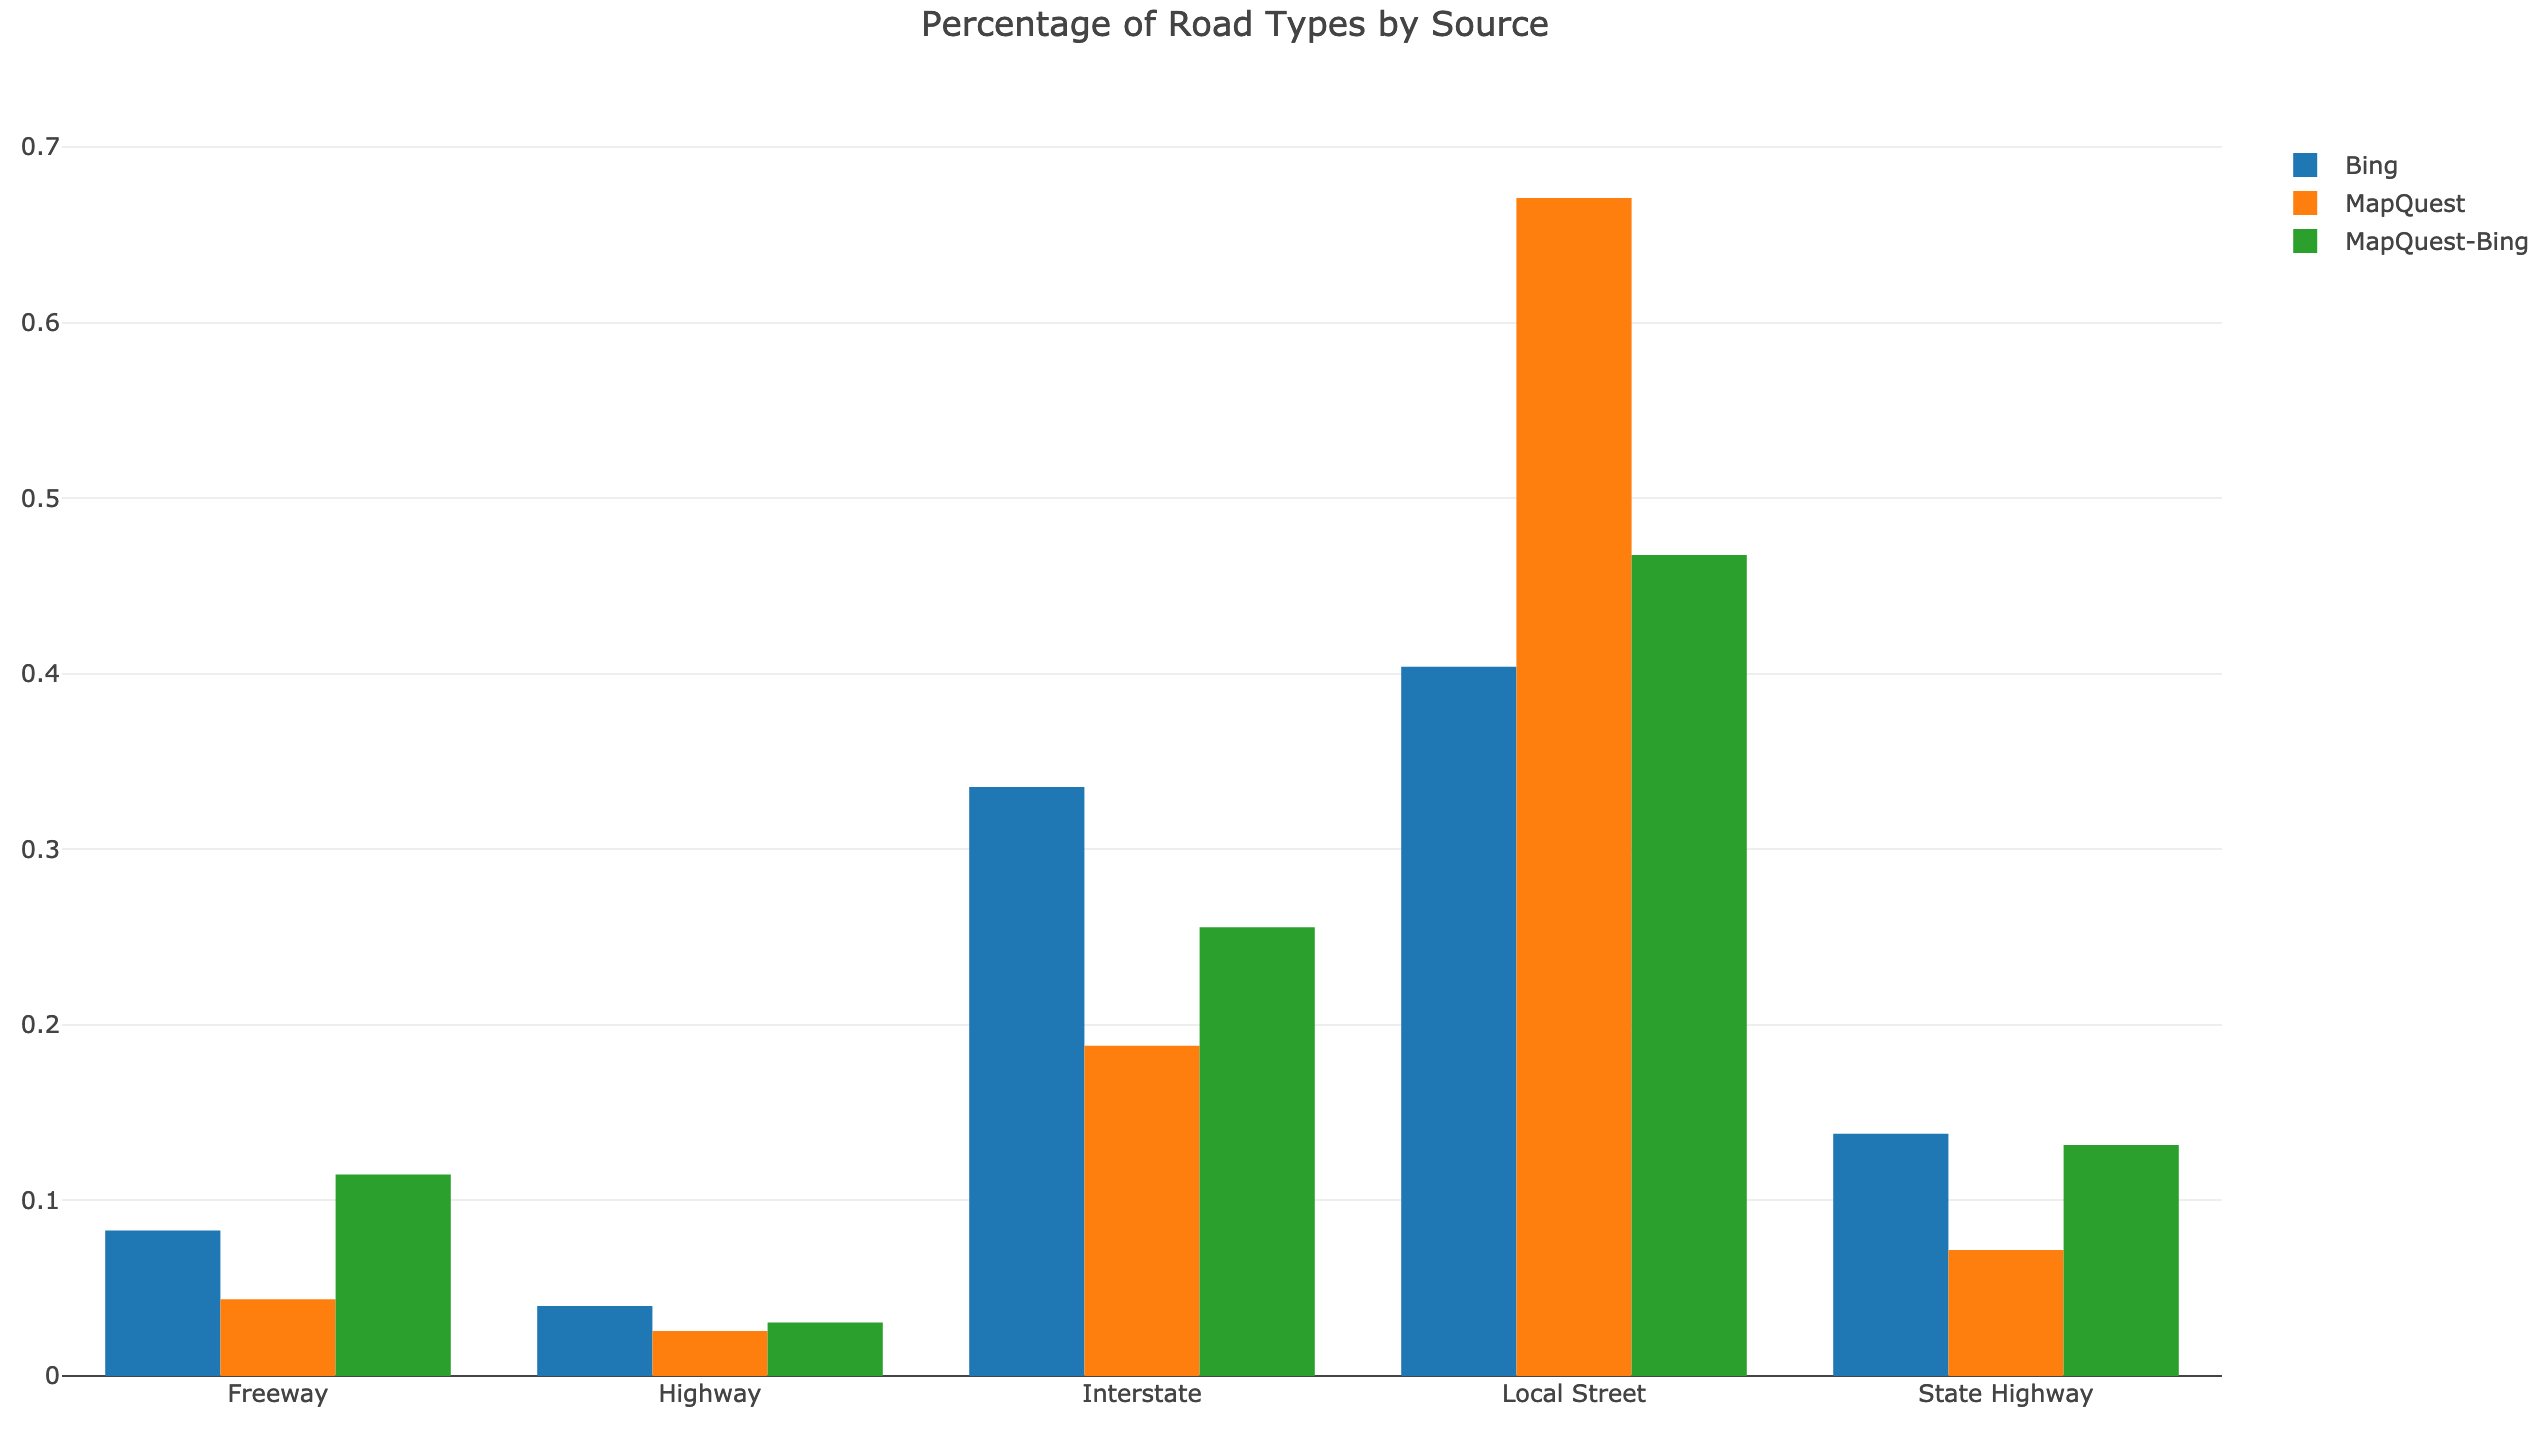 Percentage of Road Types by Source
0.7
0.6
0.5
0.4
0.3
0.2
0.1
0
Freeway
Highway
Interstate
Local Street
State Highway
Bing
MapQuest
MapQuest-Bing